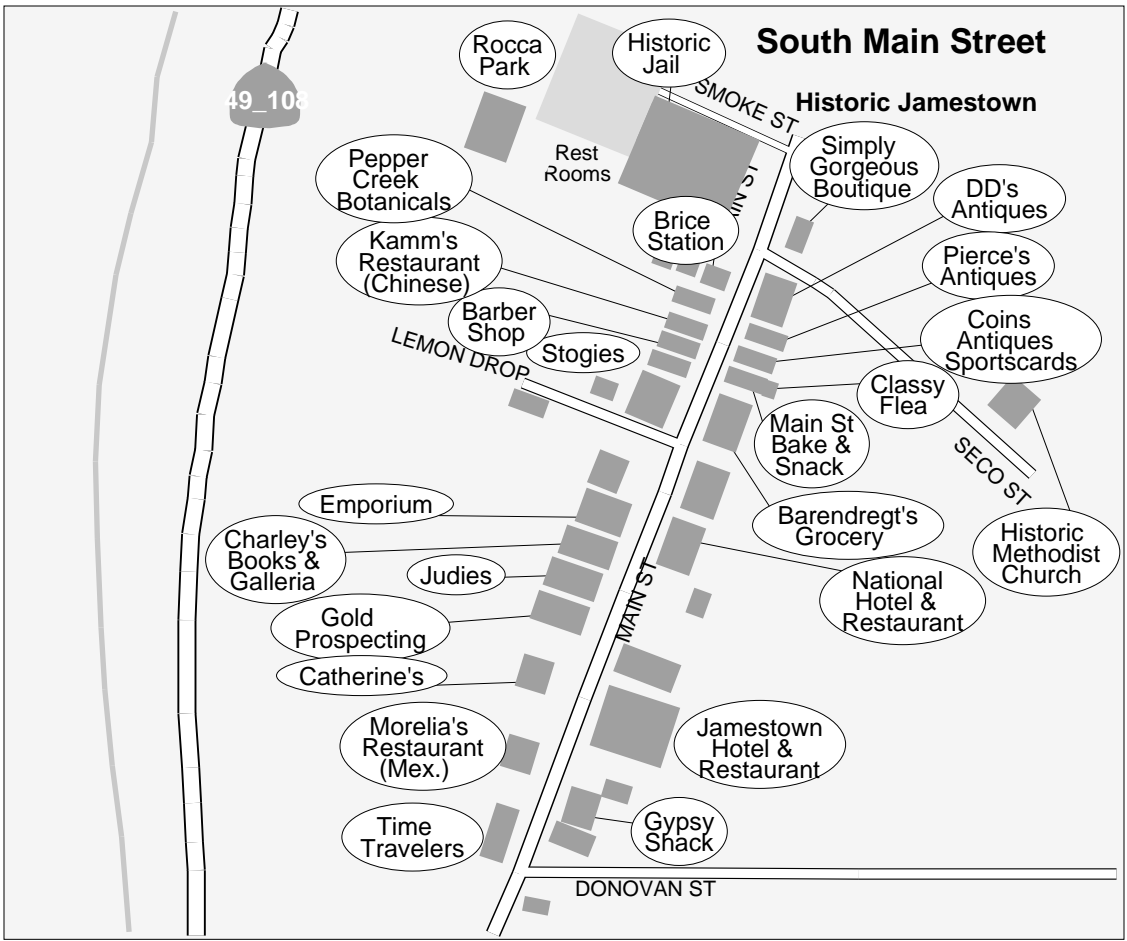 South Main Street
Historic Jamestown
49_108
Rocca
Park
Historic
Jail
SMOKE ST
Rest
Rooms
Simply
Gorgeous
Boutique
Pepper
Creek
Botanicals
Brice
Station
DD's
Antiques
Kamm's
Restaurant
(Chinese)
Pierce's
Antiques
Barber
Shop
Stogies
Coins
Antiques
Sportscards
LEMON DROP
Classy
Flea
Main St
Bake &
Snack
SECO ST
Emporium
Barendregt's
Grocery
Charley's
Books &
Galleria
Historic
Methodist
Church
Judies
National
Hotel &
Restaurant
MAIN ST
Gold
Prospecting
Catherine's
Morelia's
Restaurant
(Mex.)
Jamestown
Hotel &
Restaurant
Time
Travelers
Gypsy
Shack
DONOVAN ST